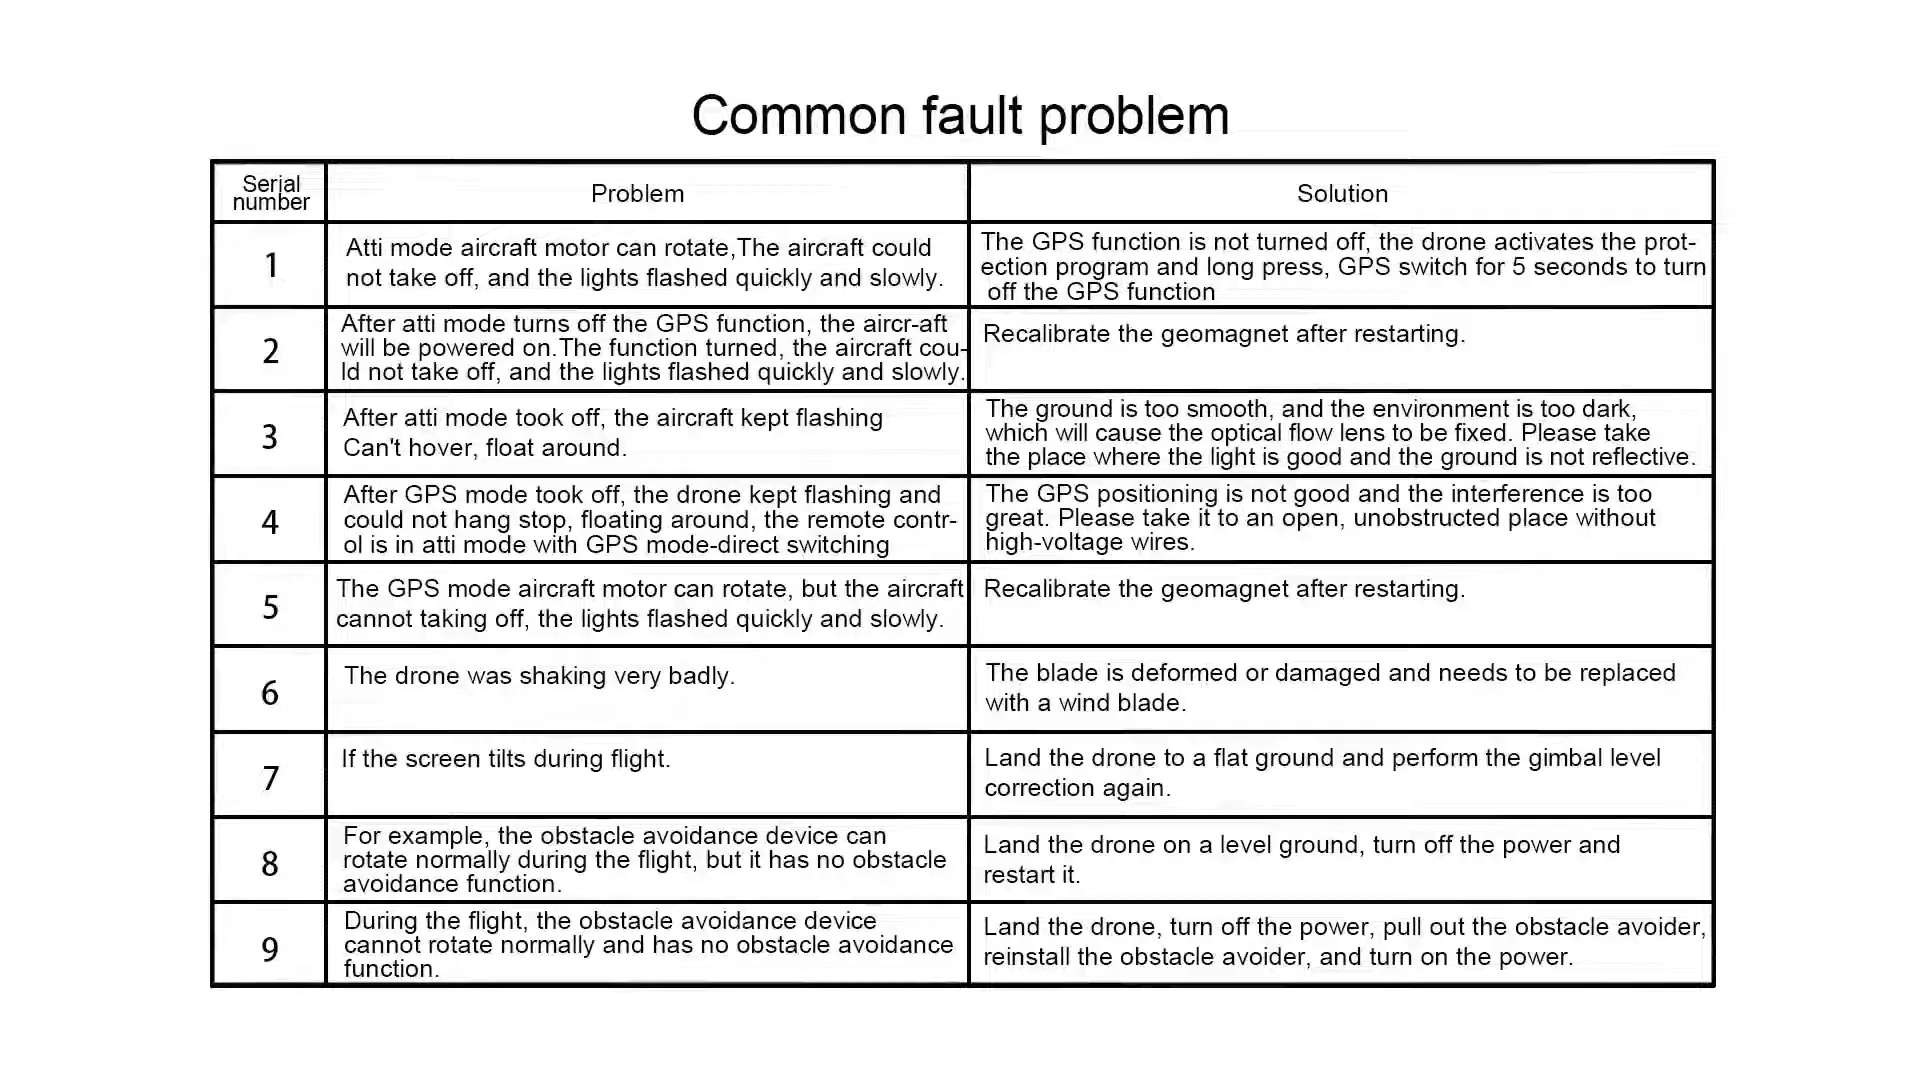 Common fault problem
Serial
number
Problem
Solution
1
Atti mode aircraft motor can rotate,The aircraft could
not take off, and the lights flashed quickly and slowly.
The GPS function is not turned off, the drone activates the prot-
ection program and long press, GPS switch for 5 seconds to turn
off the GPS function
2
After atti mode turns off the GPS function, the aircr-aft
will be powered on.The function turned, the aircraft cou-
ld not take off, and the lights flashed quickly and slowly.
Recalibrate the geomagnet after restarting.
3
After atti mode took off, the aircraft kept flashing
Can't hover, float around.
The ground is too smooth, and the environment is too dark,
which will cause the optical flow lens to be fixed. Please take
the place where the light is good and the ground is not reflective.
4
After GPS mode took off, the drone kept flashing and
could not hang stop, floating around, the remote contr-
ol is in atti mode with GPS mode-direct switching
The GPS positioning is not good and the interference is too
great. Please take it to an open, unobstructed place without
high-voltage wires.
5
The GPS mode aircraft motor can rotate, but the aircraft
cannot taking off, the lights flashed quickly and slowly.
Recalibrate the geomagnet after restarting.
6
The drone was shaking very badly.
The blade is deformed or damaged and needs to be replaced
with a wind blade.
7
If the screen tilts during flight.
Land the drone to a flat ground and perform the gimbal level
correction again.
8
For example, the obstacle avoidance device can
rotate normally during the flight, but it has no obstacle
avoidance function.
Land the drone on a level ground, turn off the power and
restart it.
9
During the flight, the obstacle avoidance device
cannot rotate normally and has no obstacle avoidance
function.
Land the drone, turn off the power, pull out the obstacle avoider,
reinstall the obstacle avoider, and turn on the power.